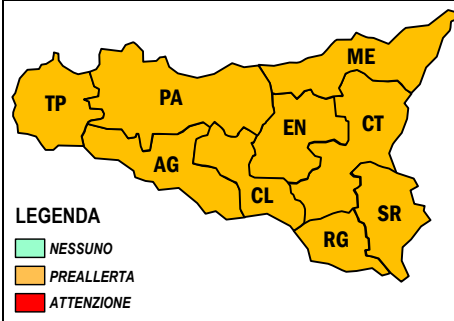 ME
TP
PA
EN
CT
AG
CL
SR
RG
LEGENDA
NESSUNO
PREALLERTA
ATTENZIONE